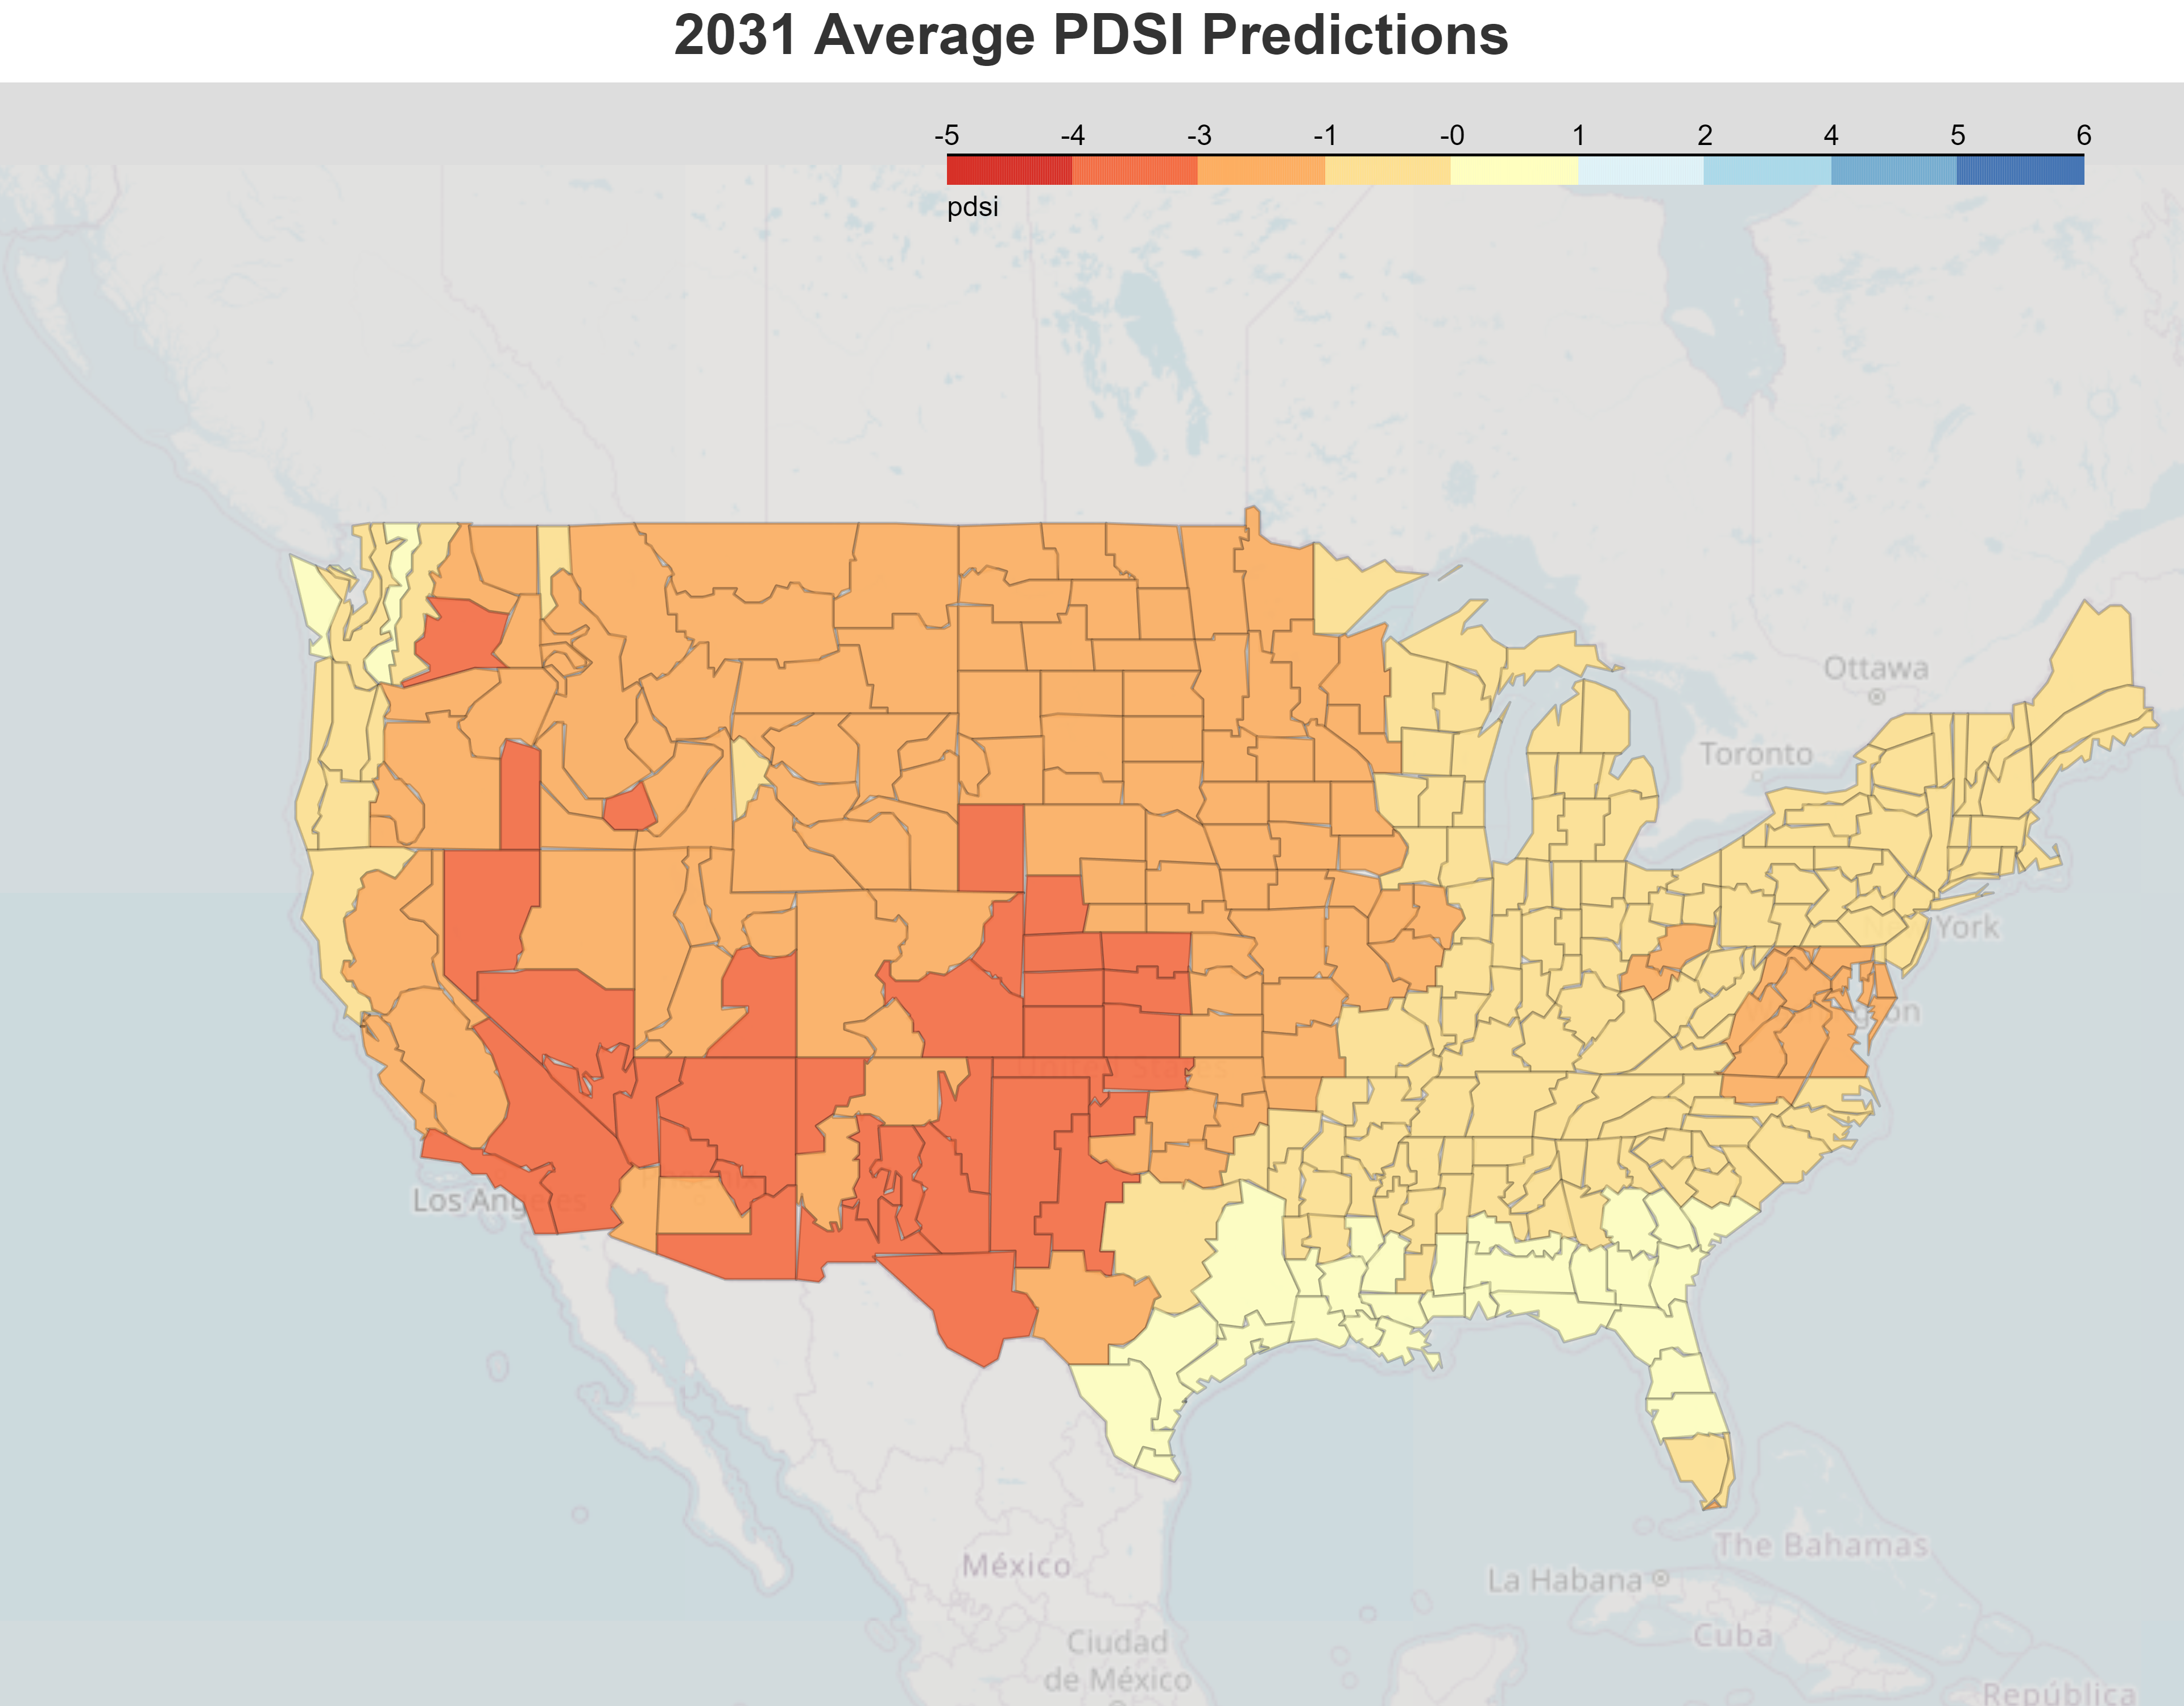 2031 Average PDSI Predictions
-5 -4 -3 -1 -0 1 2 4 5 6
pdsi
Ottawa
Toronto
York
Los Angeles
México
The Bahamas
La Habana
Cuba
Ciudad
de México
República